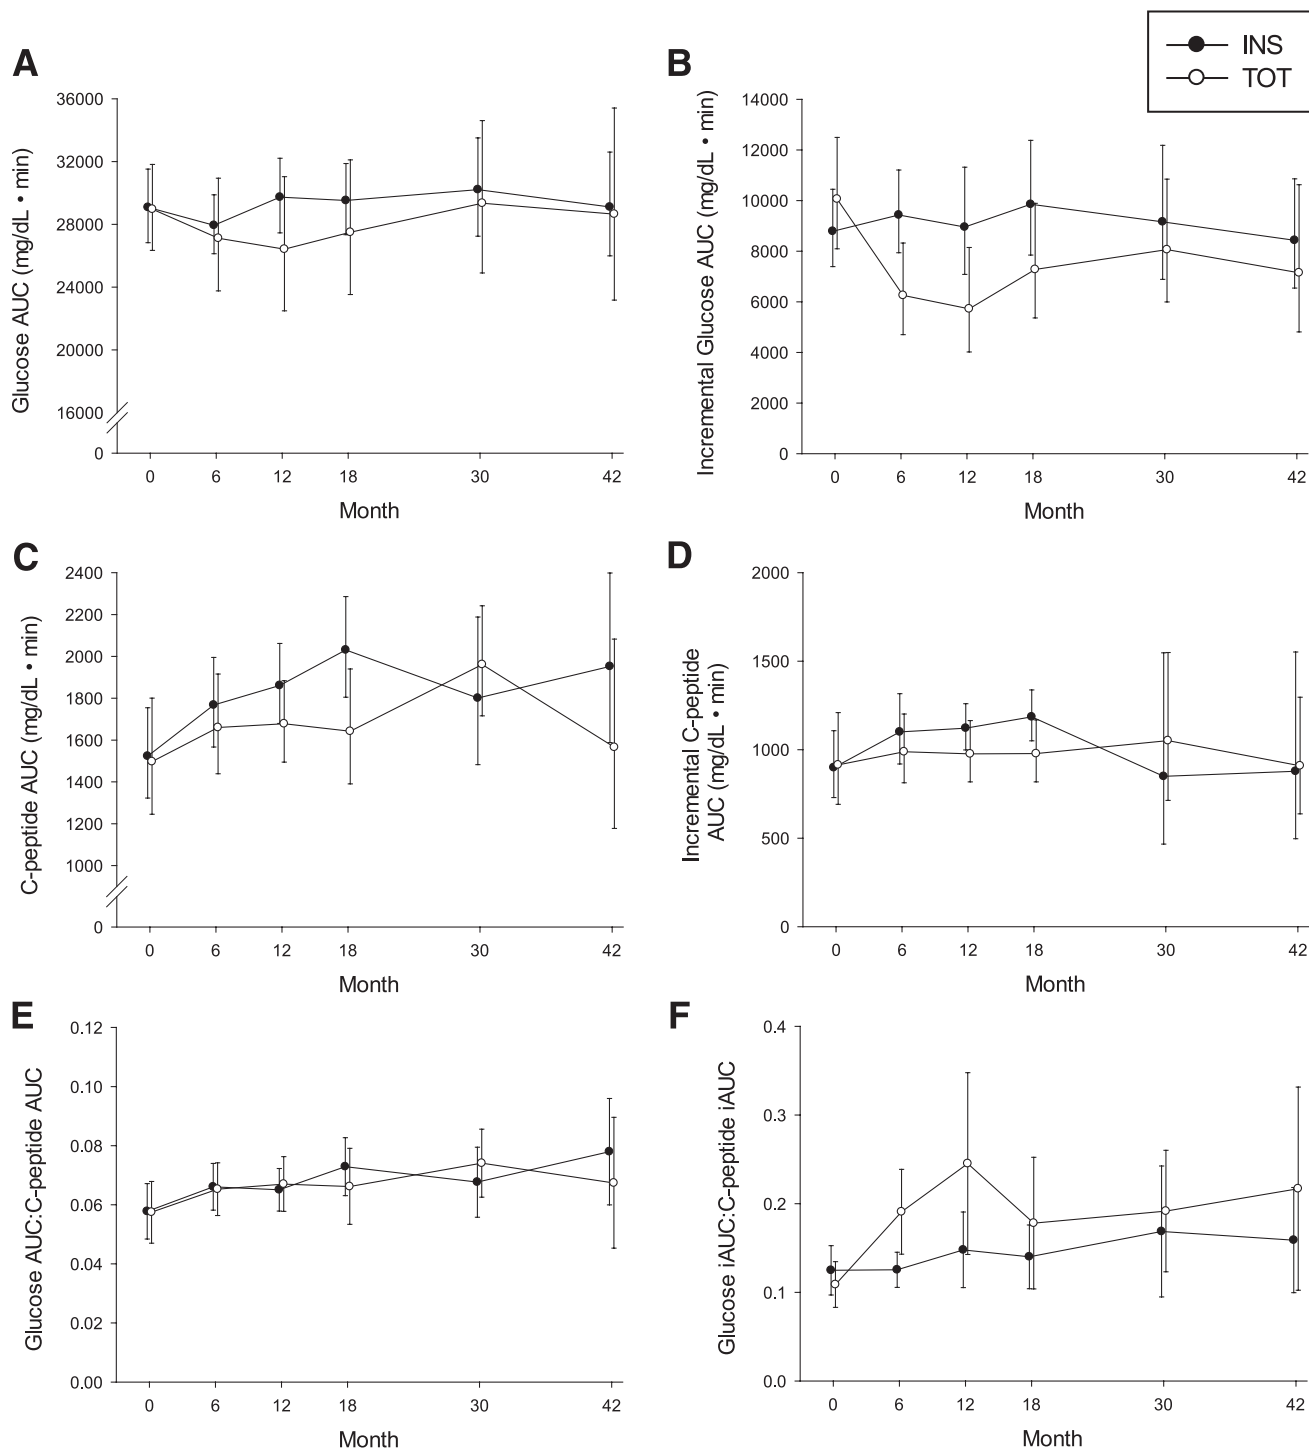 INS
TOT
A
Glucose AUC (mg/dL • min)
36000
32000
28000
24000
20000
16000
0
0 6 12 18 30 42
Month
B
Incremental Glucose AUC (mg/dL • min)
14000
12000
10000
8000
6000
4000
2000
0
0 6 12 18 30 42
Month
C
C-peptide AUC (mg/dL • min)
2400
2200
2000
1800
1600
1400
1200
1000
0
0 6 12 18 30 42
Month
D
Incremental C-peptide
AUC (mg/dL • min)
2000
1500
1000
500
0
0 6 12 18 30 42
Month
E
Glucose AUC:C-peptide AUC
0.12
0.10
0.08
0.06
0.04
0.02
0.00
0 6 12 18 30 42
Month
F
Glucose iAUC:C-peptide iAUC
0.4
0.3
0.2
0.1
0.0
0 6 12 18 30 42
Month